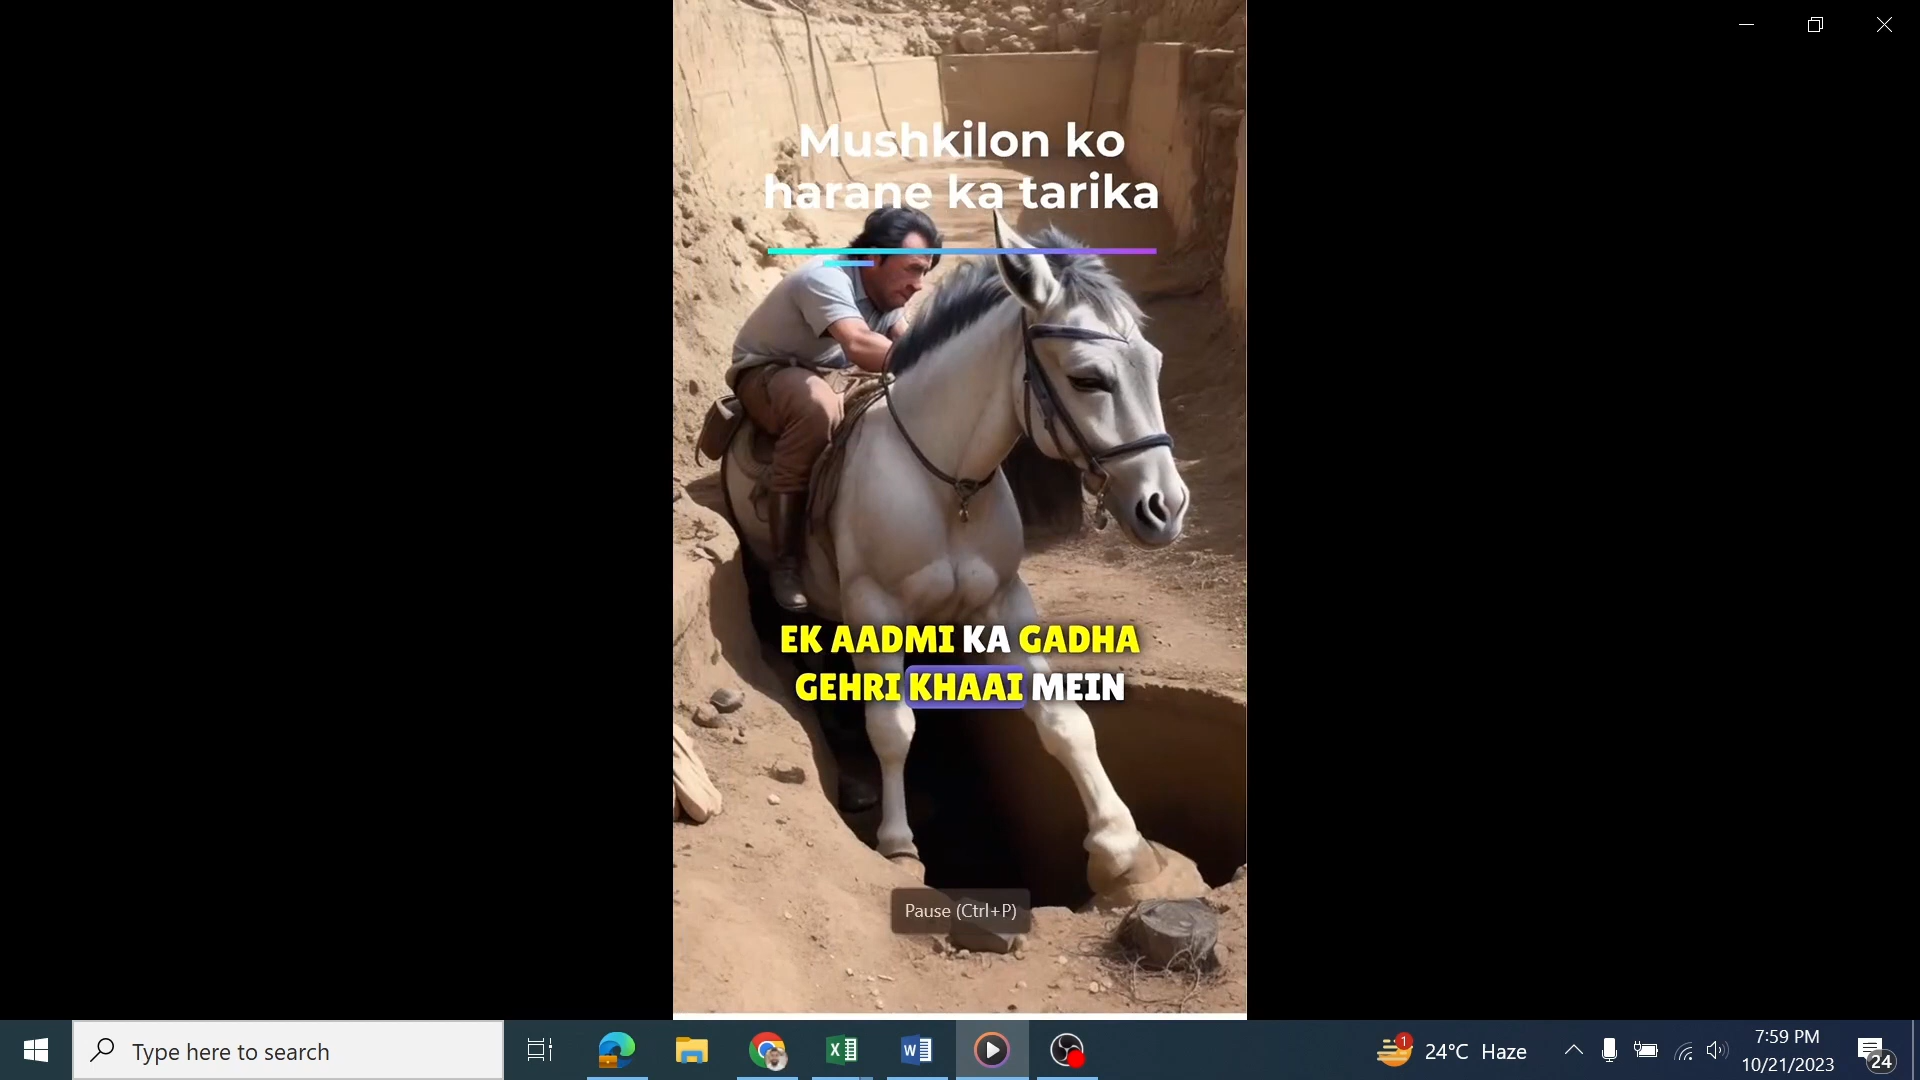 Mushkilon ko
harane ka tarika
EK AADMI KA GADHA
GEHRI KHAAI MEIN
Pause (Ctrl+P)
Type here to search
1
24°C Haze
7:59 PM
10/21/2023
24